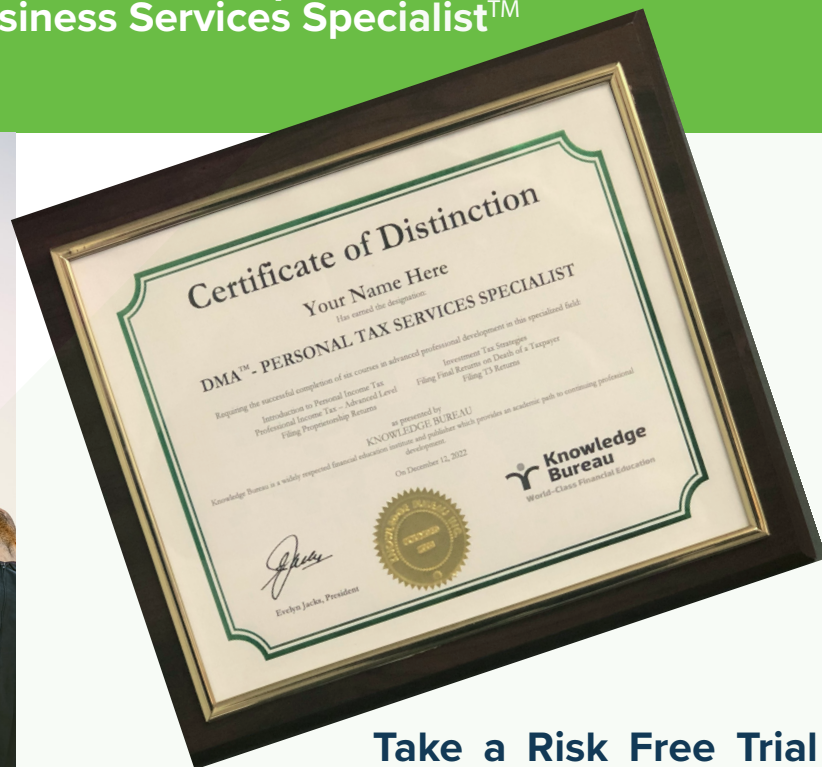 siness Services Specialist™
Certificate of Distinction
Your Name Here
Has earned the designation:
DMA™- PERSONAL TAX SERVICES SPECIALIST
Requiring the successful completion of six courses in advanced professional development in this specialized field:
Introduction to Personal Income Tax
Professional Income Tax – Advanced Level
Filing Proprietorship Returns
Investment Tax Strategies
Filing Final Returns on Death of a Taxpayer
Filing T3 Returns
as presented by
KNOWLEDGE BUREAU
Knowledge Bureau is a widely respected financial education institute and publisher which provides an academic path to continuing professional
development.
On December 12, 2022
Knowledge
Bureau
World-Class Financial Education
Evelyn Jacks, President
Take a Risk Free Trial